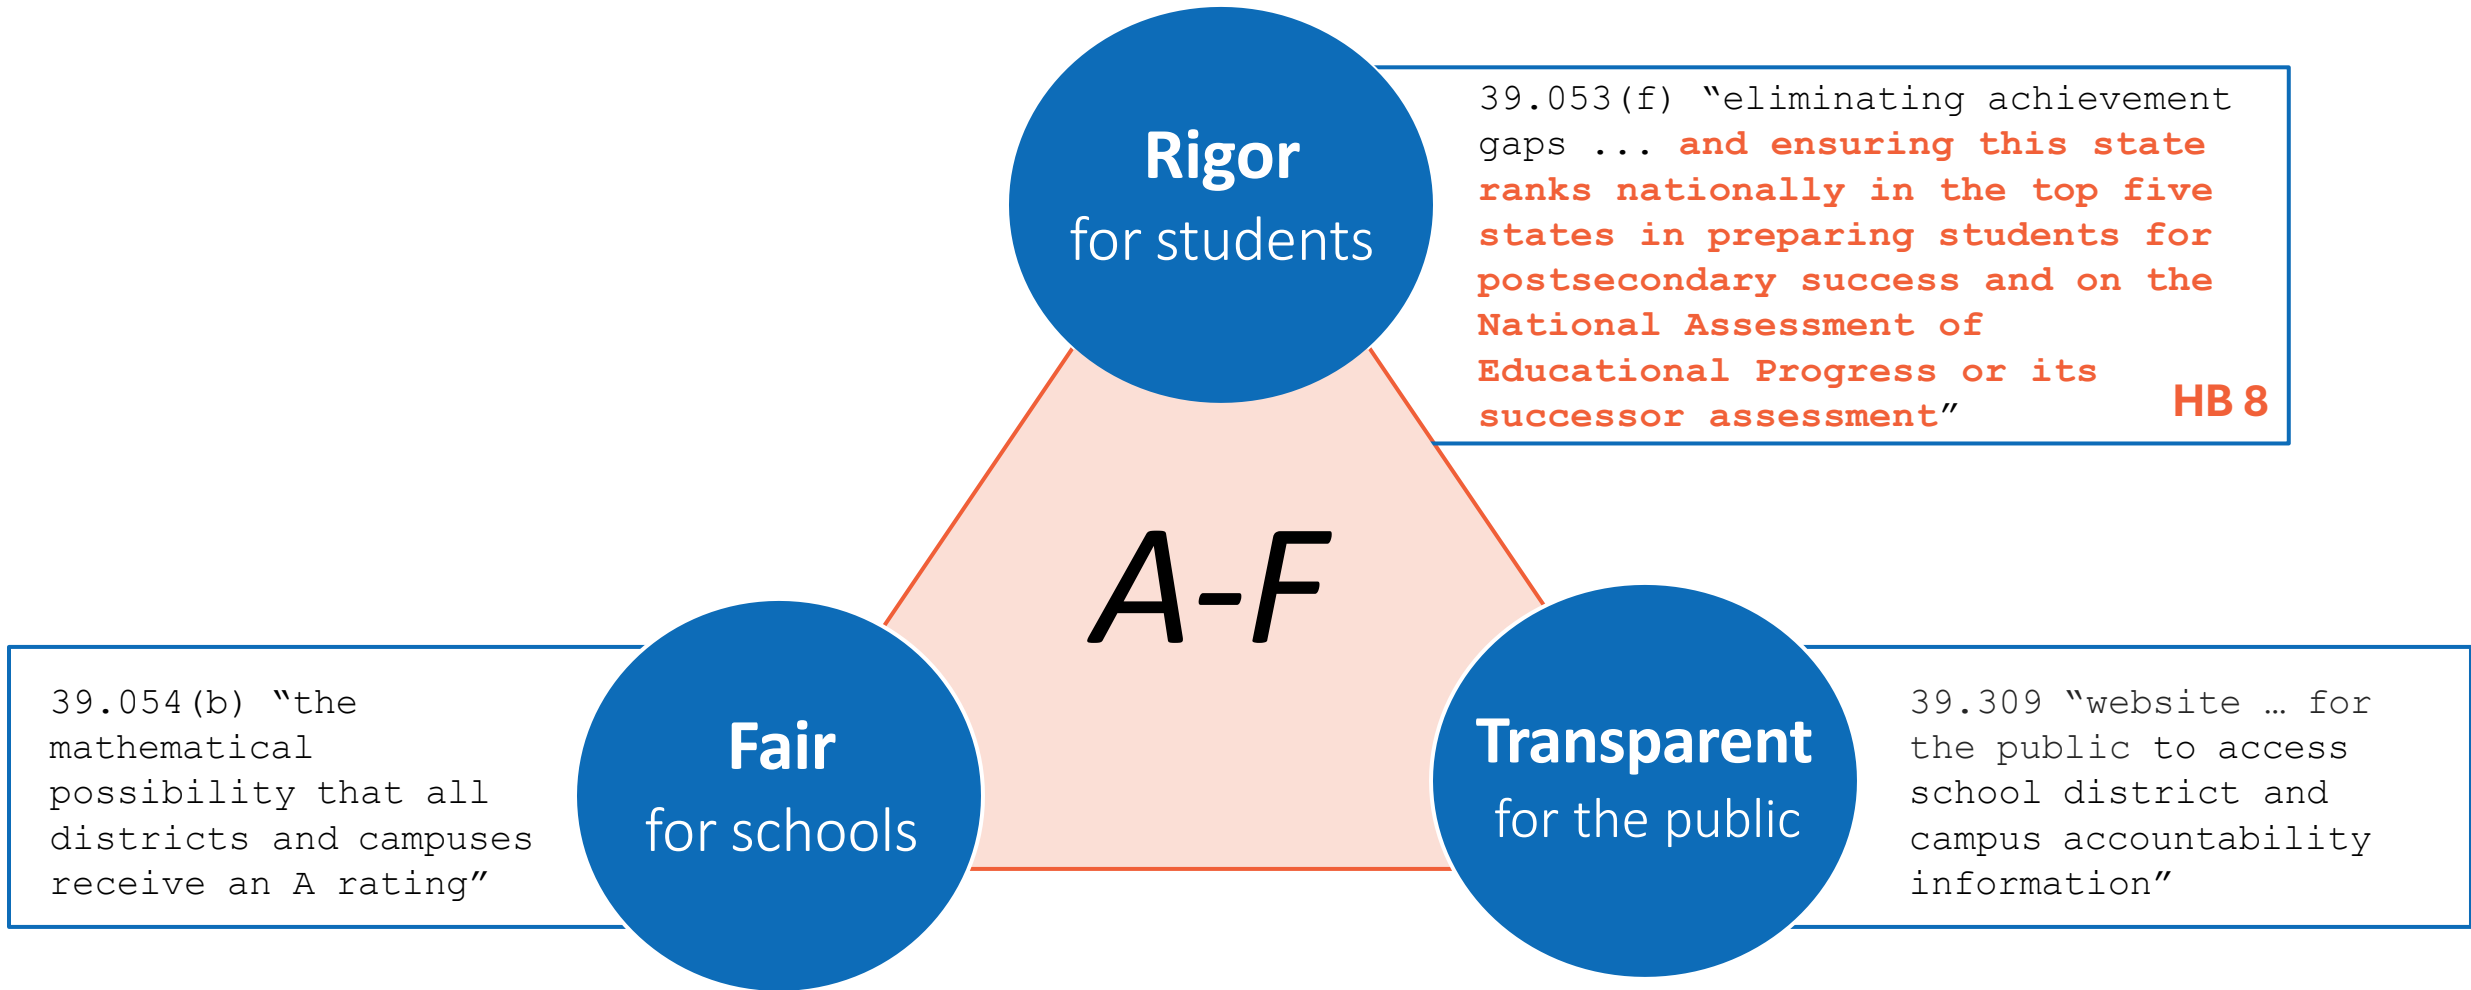 Rigor
for students
39.053(f) “eliminating achievement
gaps ... and ensuring this state
ranks nationally in the top five
states in preparing students for
postsecondary success and on the
National Assessment of
Educational Progress or its
successor assessment”
HB 8
A-F
39.054(b) “the
mathematical
possibility that all
districts and campuses
receive an A rating”
Fair
for schools
Transparent
for the public
39.309 “website … for
the public to access
school district and
campus accountability
information”